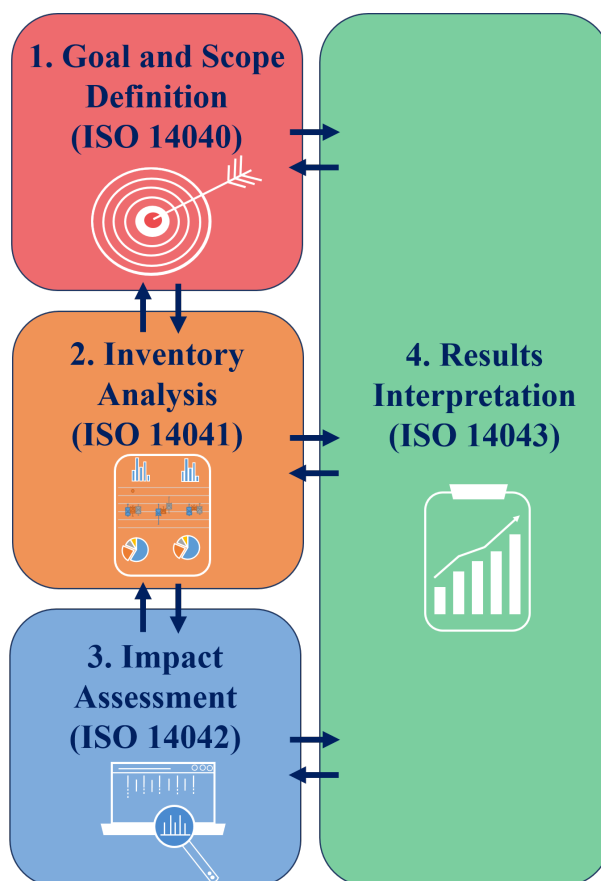 1. Goal and Scope
Definition
(ISO 14040)
2. Inventory
Analysis
(ISO 14041)
3. Impact
Assessment
(ISO 14042)
4. Results
Interpretation
(ISO 14043)